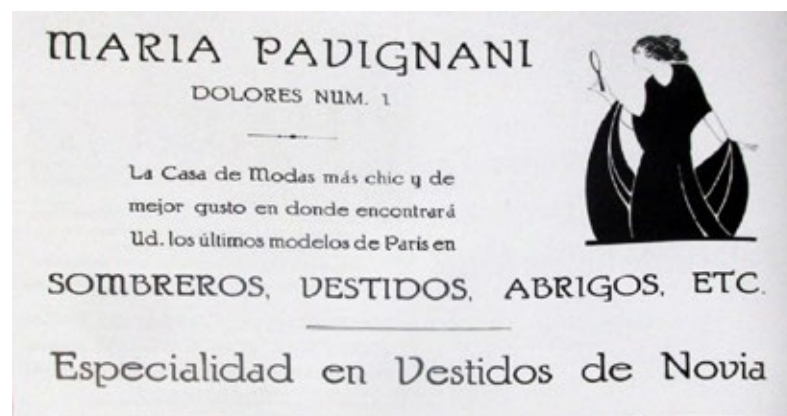 MARIA PAVIGNANI
DOLORES NUM. 1
La Casa de Modas más chic y de
mejor gusto en donde encontrará
Ud. los últimos modelos de Paris en
SOMBREROS, VESTIDOS, ABRIGOS, ETC.
Especialidad en Vestidos de Novia